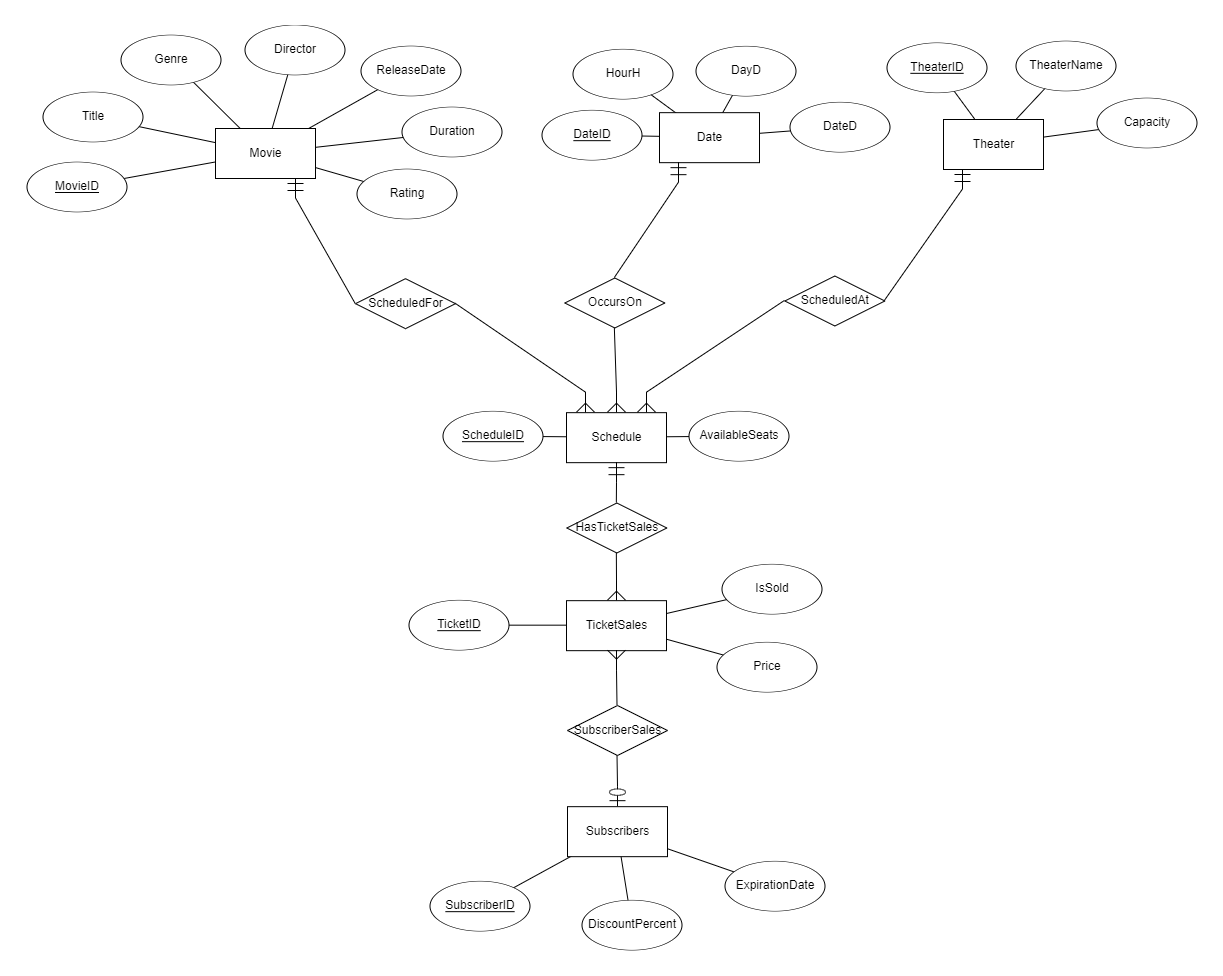 Director
Genre
ReleaseDate
HourH
DayD
TheaterID
TheaterName
Title
Duration
DateID
Date
DateD
Capacity
Movie
Theater
MovieID
Rating
ScheduledFor
OccursOn
ScheduledAt
ScheduleID
Schedule
AvailableSeats
HasTicketSales
IsSold
TicketID
TicketSales
Price
SubscriberSales
Subscribers
ExpirationDate
SubscriberID
DiscountPercent